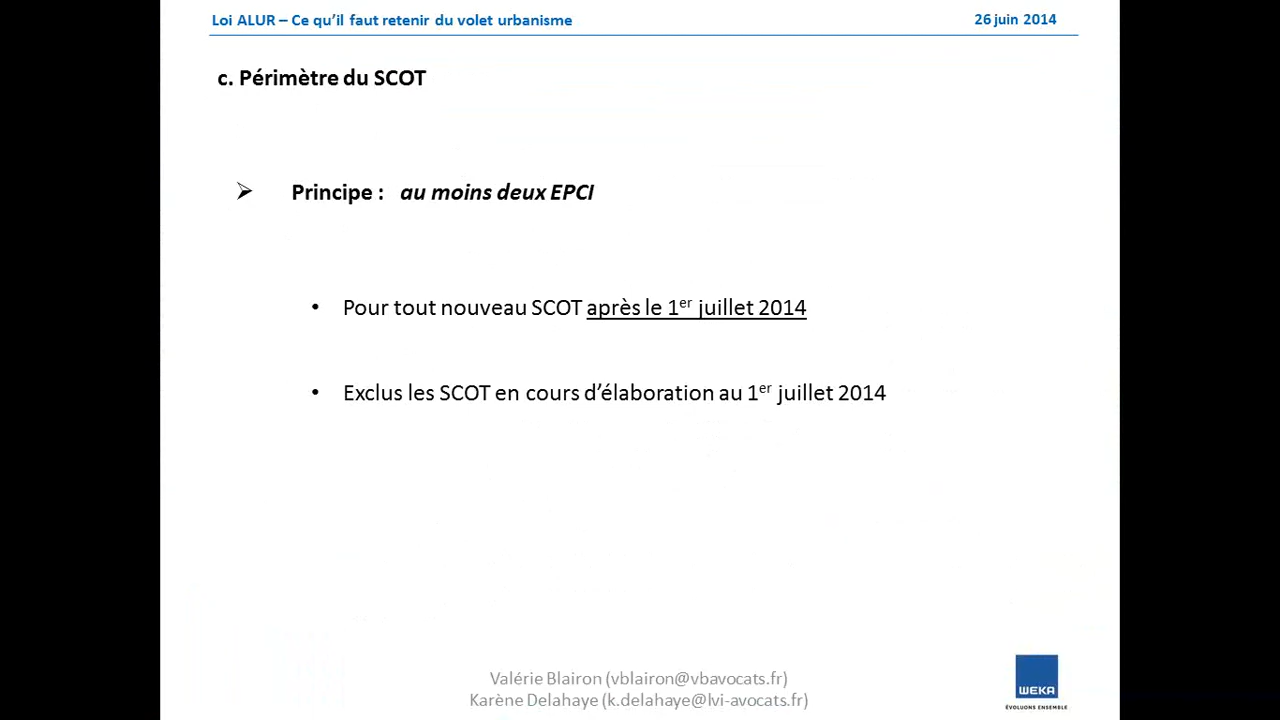 Loi ALUR – Ce qu’il faut retenir du volet urbanisme
26 juin 2014
c. Périmètre du SCOT
➢ Principe : au moins deux EPCI
• Pour tout nouveau SCOT après le 1er juillet 2014
• Exclus les SCOT en cours d’élaboration au 1er juillet 2014
Valérie Blairon (vblairon@vbavocats.fr)
Karène Delahaye (k.delahaye@lvi-avocats.fr)
WEKA
ÉVOLUONS ENSEMBLE